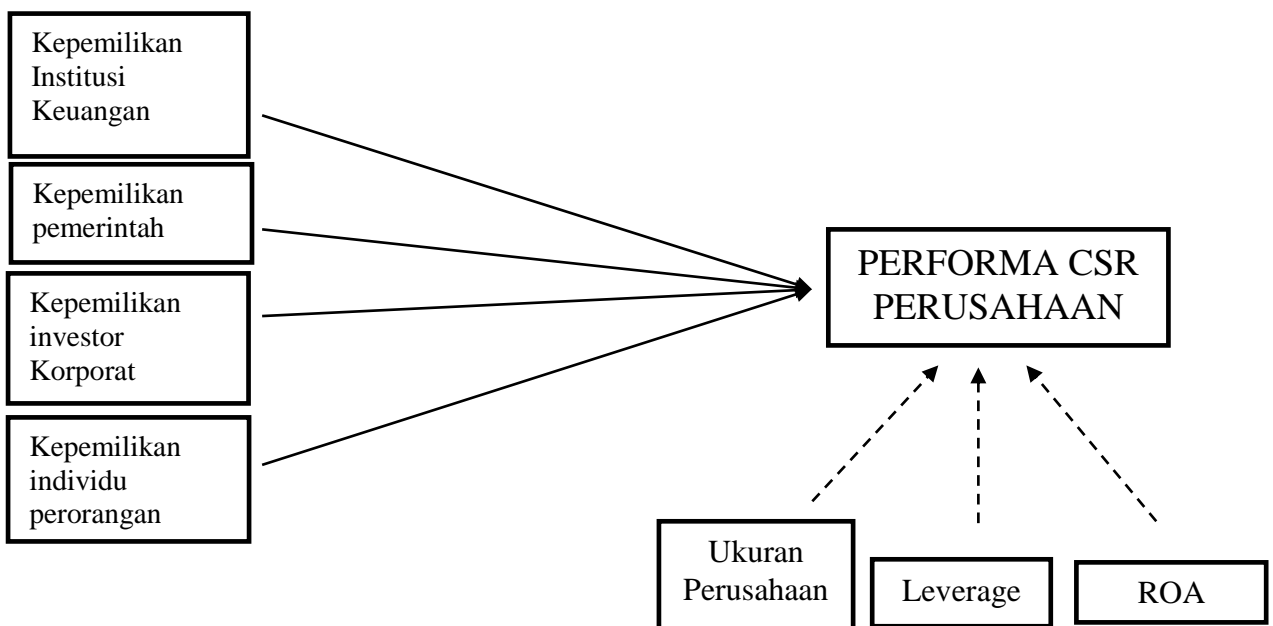 Kepemilikan
Institusi
Keuangan
Kepemilikan
pemerintah
Kepemilikan
investor
Korporat
Kepemilikan
individu
perorangan
PERFORMA CSR
PERUSAHAAN
Ukuran
Perusahaan
Leverage
ROA